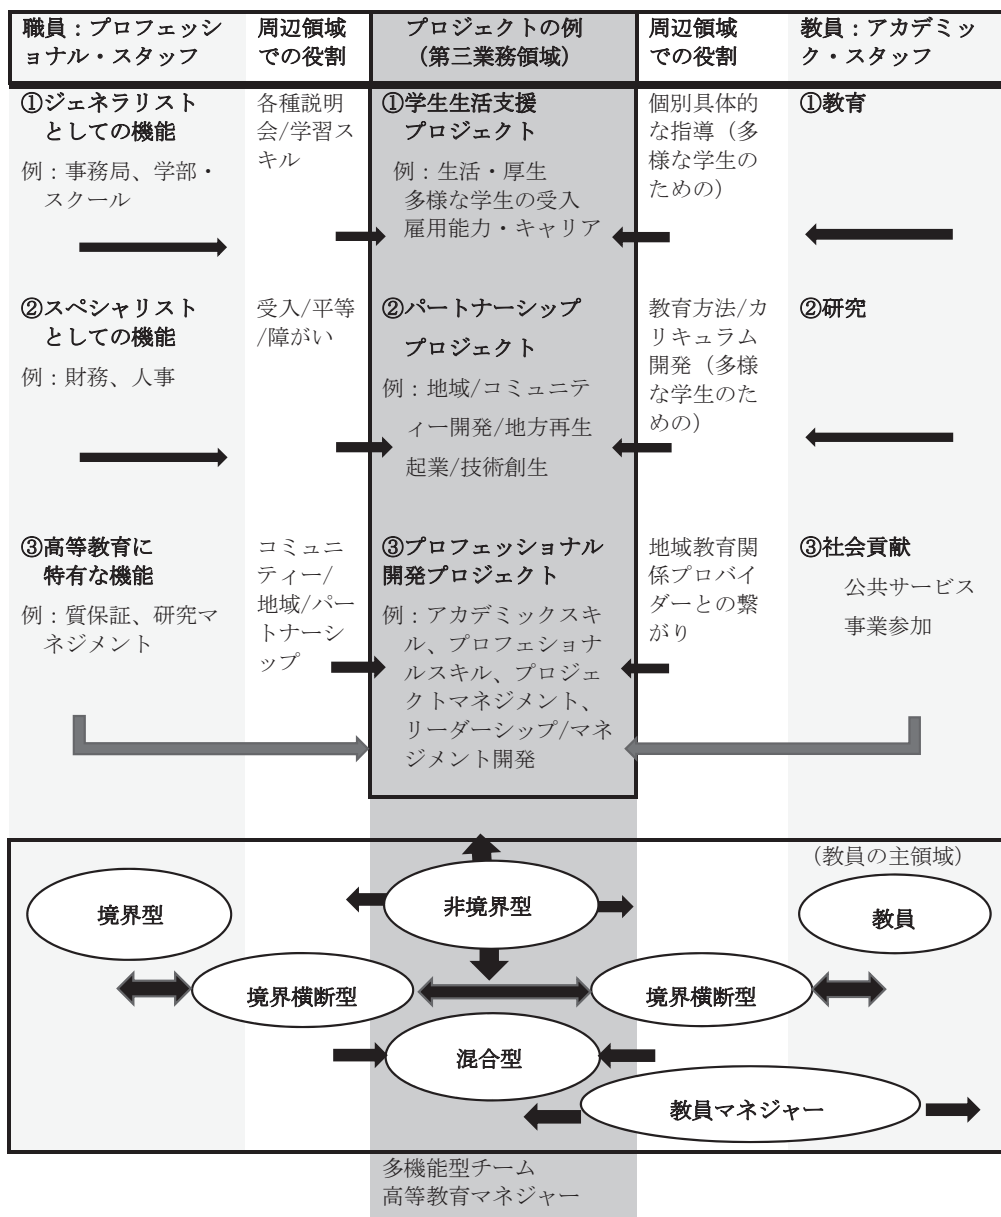 職員：プロフェッシ
ョナル・スタッフ
周辺領域
での役割
プロジェクトの例
（第三業務領域）
周辺領域
での役割
教員：アカデミッ
ク・スタッフ
①ジェネラリスト
としての機能
例：事務局、学部・
スクール
各種説明
会/学習ス
キル
①学生生活支援
プロジェクト
例：生活・厚生
多様な学生の受入
雇用能力・キャリア
個別具体的
な指導（多
様な学生の
ための）
①教育
②スペシャリスト
としての機能
例：財務、人事
受入/平等
/障がい
②パートナーシップ
プロジェクト
例：地域/コミュニテ
ィー開発/地方再生
起業/技術創生
教育方法/カ
リキュラム
開発（多様
な学生のた
めの）
②研究
③高等教育に
特有な機能
例：質保証、研究マ
ネジメント
コミュニ
ティー/
地域/パー
トナーシ
ップ
③プロフェッショナル
開発プロジェクト
例：アカデミックスキ
ル、プロフェショナ
ルスキル、プロジェ
クトマネジメント、
リーダーシップ/マネ
ジメント開発
地域教育関
係プロバイ
ダーとの繋
がり
③社会貢献
公共サービス
事業参加
（教員の主領域）
境界型
非境界型
教員
境界横断型
境界横断型
混合型
教員マネジャー
多機能型チーム
高等教育マネジャー